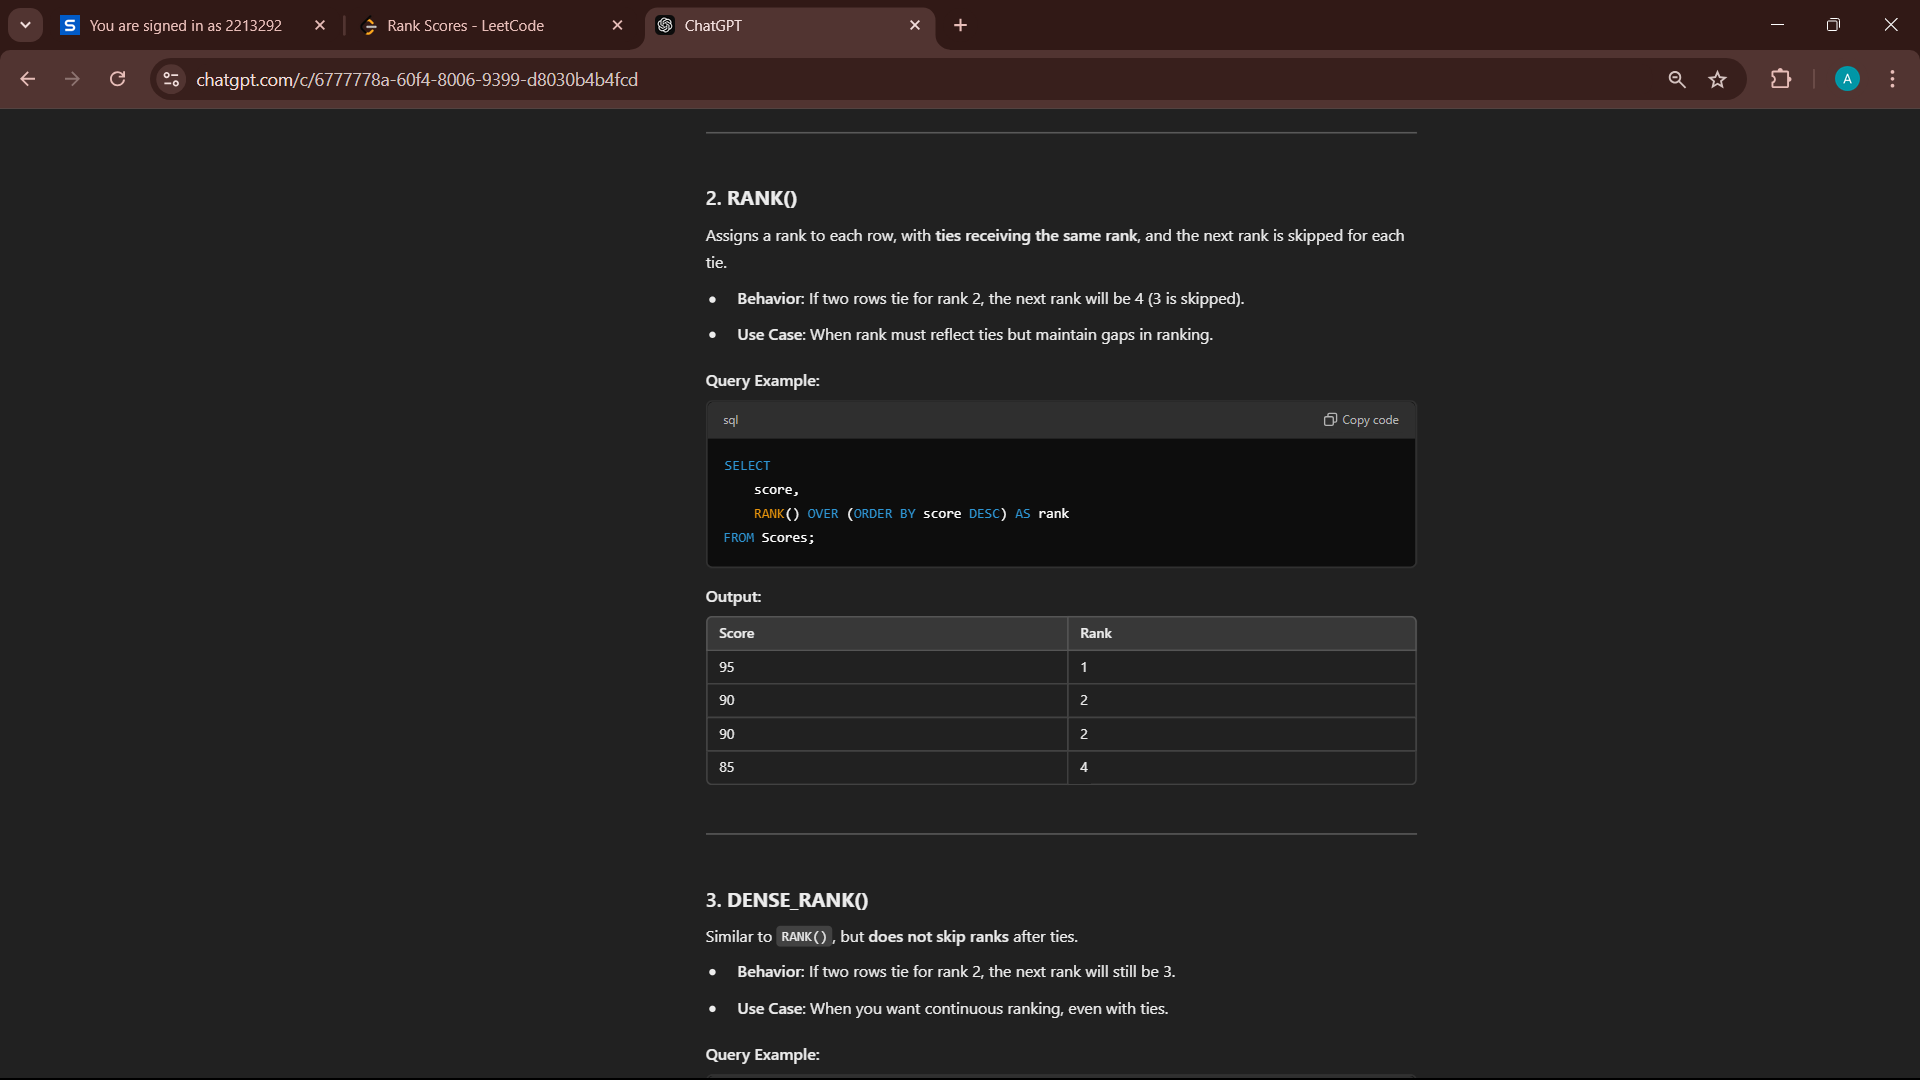 You are signed in as 2213292
Rank Scores - LeetCode
ChatGPT
chatgpt.com/c/6777778a-60f4-8006-9399-d8030b4b4fcd
A
2. RANK()
Assigns a rank to each row, with ties receiving the same rank, and the next rank is skipped for each
tie.
• Behavior: If two rows tie for rank 2, the next rank will be 4 (3 is skipped).
• Use Case: When rank must reflect ties but maintain gaps in ranking.
Query Example:
sql Copy code
SELECT
score,
RANK() OVER (ORDER BY score DESC) AS rank
FROM Scores;
Output:
Score Rank
95 1
90 2
90 2
85 4
3. DENSE_RANK()
Similar to RANK(), but does not skip ranks after ties.
• Behavior: If two rows tie for rank 2, the next rank will still be 3.
• Use Case: When you want continuous ranking, even with ties.
Query Example: